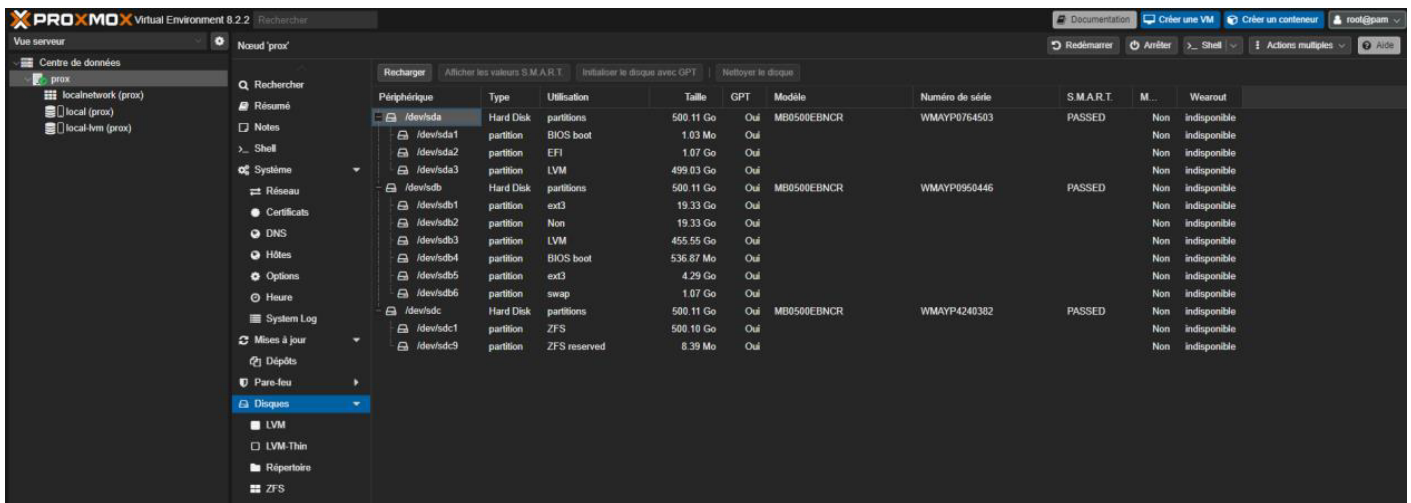 PROXMOX Virtual Environment 8.2.2 Rechercher Documentation Créer une VM Créer un conteneur root@pam
Vue serveur
Centre de données
prox
localnetwork (prox)
local (prox)
local-lvm (prox)
Nœud 'prox' Redémarrer Arrêter >_ Shell Actions multiples Aide
Rechercher
Résumé
Notes
>_ Shell
Système
Réseau
Certificats
DNS
Hôtes
Options
Heure
System Log
Mises à jour
Dépôts
Pare-feu
Disques
LVM
LVM-Thin
Répertoire
ZFS
Recharger Afficher les valeurs S.M.A.R.T. Initialiser le disque avec GPT Nettoyer le disque
Périphérique Type Utilisation Taille GPT Modèle Numéro de série S.M.A.R.T. M... Wearout
/dev/sda Hard Disk partitions 500.11 Go Oui MB0500EBNCR WMAYP0764503 PASSED Non indisponible
/dev/sda1 partition BIOS boot 1.03 Mo Oui Non indisponible
/dev/sda2 partition EFI 1.07 Go Oui Non indisponible
/dev/sda3 partition LVM 499.03 Go Oui Non indisponible
/dev/sdb Hard Disk partitions 500.11 Go Oui MB0500EBNCR WMAYP0950446 PASSED Non indisponible
/dev/sdb1 partition ext3 19.33 Go Oui Non indisponible
/dev/sdb2 partition Non 19.33 Go Oui Non indisponible
/dev/sdb3 partition LVM 455.55 Go Oui Non indisponible
/dev/sdb4 partition BIOS boot 536.87 Mo Oui Non indisponible
/dev/sdb5 partition ext3 4.29 Go Oui Non indisponible
/dev/sdb6 partition swap 1.07 Go Oui Non indisponible
/dev/sdc Hard Disk partitions 500.11 Go Oui MB0500EBNCR WMAYP4240382 PASSED Non indisponible
/dev/sdc1 partition ZFS 500.10 Go Oui Non indisponible
/dev/sdc9 partition ZFS reserved 8.39 Mo Oui Non indisponible